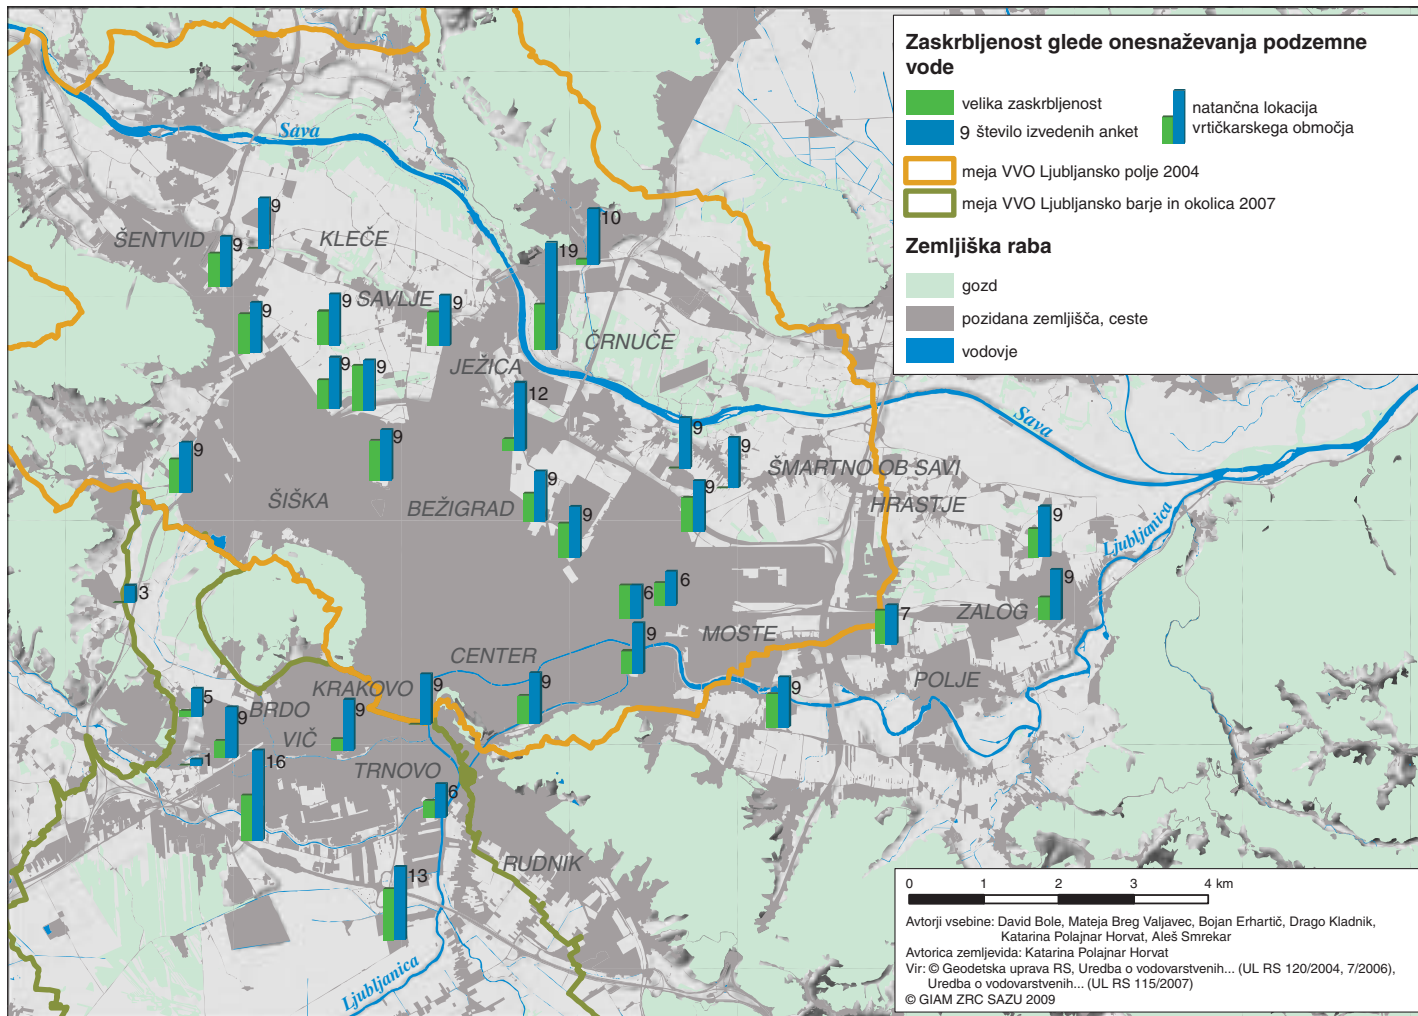 Zaskrbljenost glede onesnaževanja podzemne
vode
velika zaskrbljenost
9 število izvedenih anket
natančna lokacija
vrtičkarskega območja
meja VVO Ljubljansko polje 2004
meja VVO Ljubljansko barje in okolica 2007
Zemljiška raba
gozd
pozidana zemljišča, ceste
vodovje
Sava
9
10
ŠENTVID
9
KLEČE
19
SAVLJE
9
9
9
ČRNUČE
JEŽICA
9
9
12
Sava
9
9
9
9
ŠMARTNO OB SAVI
ŠIŠKA
BEŽIGRAD
9
9
HRASTJE
9
9
Ljubljanica
3
6
6
9
7
ZALOG
9
MOSTE
CENTER
POLJE
KRAKOVO
9
9
9
5
BRDO
9
9
VIČ
1
16
TRNOVO
6
RUDNIK
13
Ljubljanica
0 1 2 3 4 km
Avtorji vsebine: David Bole, Mateja Breg Valjavec, Bojan Erhartič, Drago Kladnik,
Katarina Polajnar Horvat, Aleš Smrekar
Avtorica zemljevida: Katarina Polajnar Horvat
Vir: © Geodetska uprava RS, Uredba o vodovarstvenih... (UL RS 120/2004, 7/2006),
Uredba o vodovarstvenih... (UL RS 115/2007)
© GIAM ZRC SAZU 2009